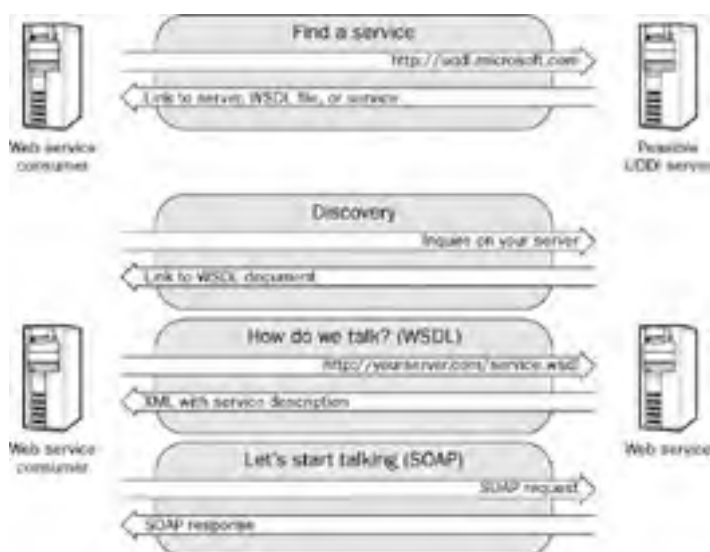 Find a service
http://uddi.microsoft.com
Link to server, WSDL file, or service
Web service
consumer
Possible
UDDI server
Discovery
Inquire on your server
Link to WSDL document
How do we talk? (WSDL)
http://yourserver.com/service.wsdl
XML with service description
Web service
consumer
Web service
Let's start talking (SOAP)
SOAP request
SOAP response